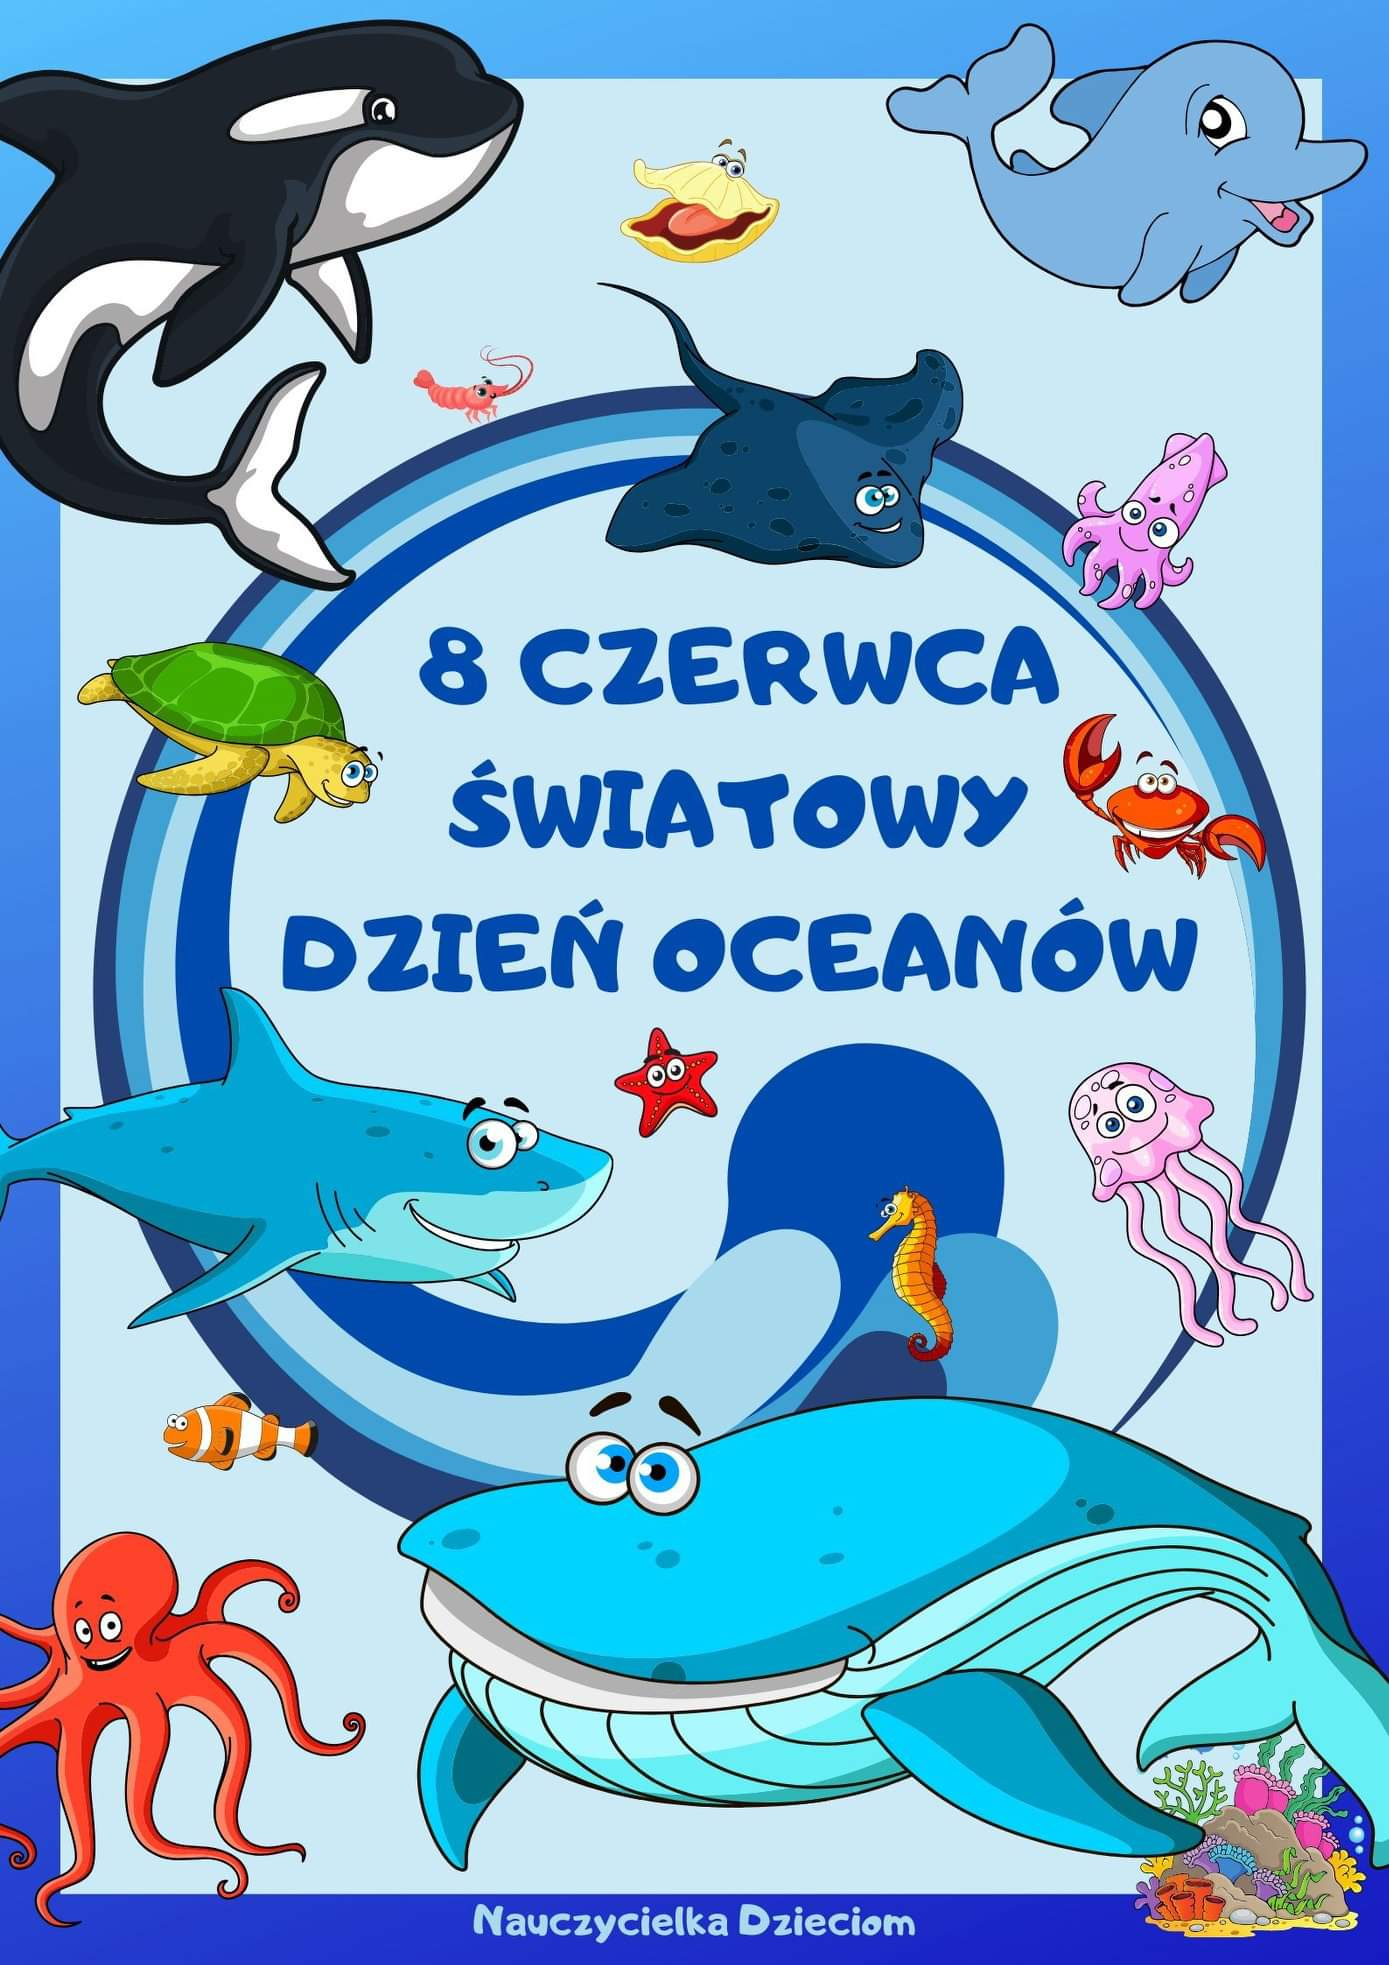 8 CZERWCA
ŚWIATOWY
DZIEŃ OCEANÓW
Nauczycielka Dzieciom